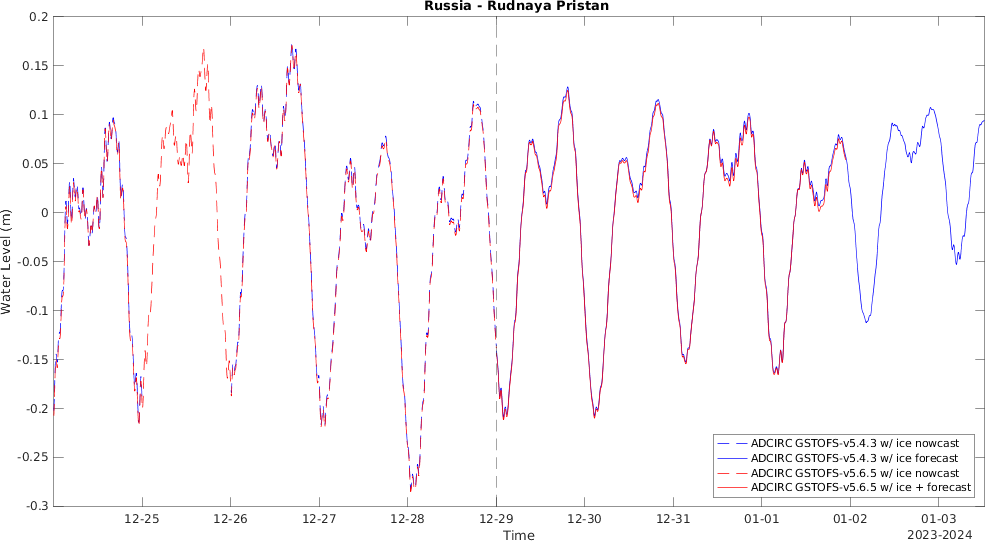 Russia - Rudnaya Pristan
0.2
0.15
0.1
0.05
0
-0.05
-0.1
-0.15
-0.2
-0.25
-0.3
Water Level (m)
12-25 12-26 12-27 12-28 12-29 12-30 12-31 01-01 01-02 01-03
Time
2023-2024
ADCIRC GSTOFS-v5.4.3 w/ ice nowcast
ADCIRC GSTOFS-v5.4.3 w/ ice forecast
ADCIRC GSTOFS-v5.6.5 w/ ice nowcast
ADCIRC GSTOFS-v5.6.5 w/ ice + forecast